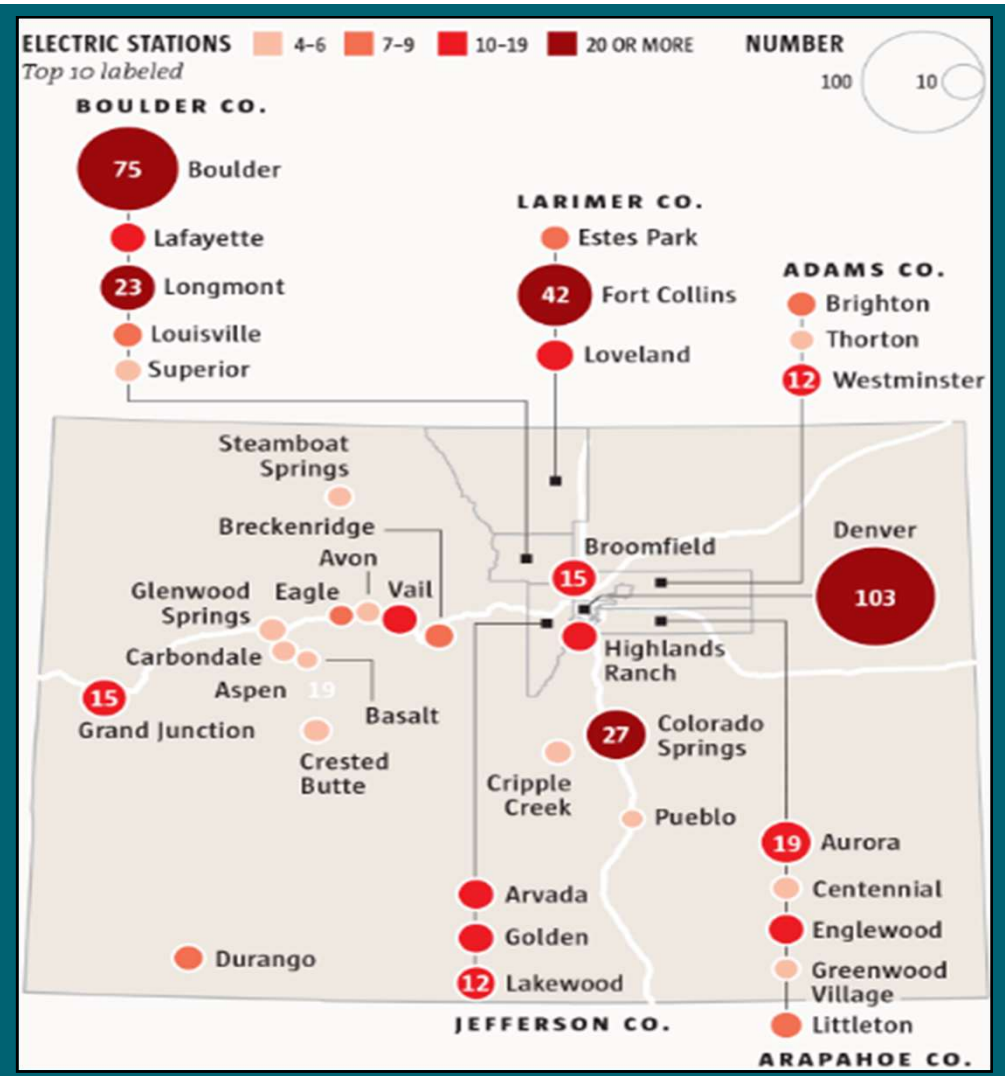 ELECTRIC STATIONS 4–6 7–9 10–19 20 OR MORE NUMBER
Top 10 labeled
100 10
BOULDER CO.
75 Boulder
Lafayette
23 Longmont
Louisville
Superior
LARIMER CO.
Estes Park
42 Fort Collins
Loveland
ADAMS CO.
Brighton
Thorton
12 Westminster
Steamboat
Springs
Breckenridge
Avon
Glenwood
Springs
Eagle
Vail
Carbondale
Aspen 19
Basalt
15
Grand Junction
Crested
Butte
Broomfield
15
Denver
103
Highlands
Ranch
27
Colorado
Springs
Cripple
Creek
Pueblo
Durango
Arvada
Golden
12 Lakewood
JEFFERSON CO.
19 Aurora
Centennial
Englewood
Greenwood
Village
Littleton
ARAPAHOE CO.